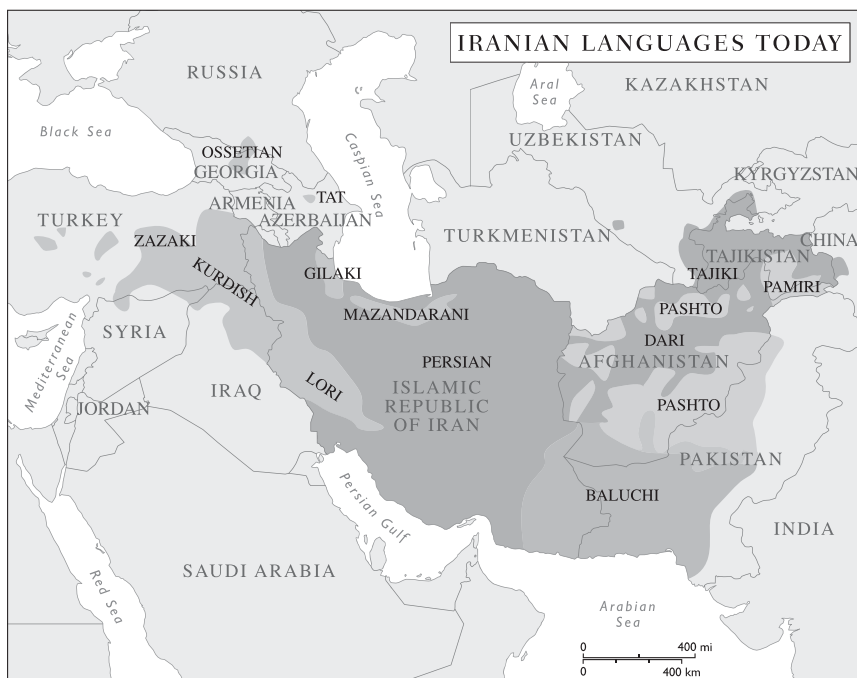 IRANIAN LANGUAGES TODAY
RUSSIA
KAZAKHSTAN
Aral
Sea
Black Sea
UZBEKISTAN
Caspian Sea
OSSETIAN
GEORGIA
KYRGYZSTAN
ARMENIA
TAT
AZERBAIJAN
TURKEY
ZAZAKI
TURKMENISTAN
CHINA
TAJIKISTAN
KURDISH
GILAKI
TAJIKI
PAMIRI
MAZANDARANI
PASHTO
SYRIA
DARI
Mediterranean
Sea
PERSIAN
AFGHANISTAN
IRAQ
LORI
ISLAMIC
REPUBLIC
OF IRAN
JORDAN
PASHTO
PAKISTAN
Persian Gulf
BALUCHI
INDIA
SAUDI ARABIA
Red Sea
Arabian
Sea
0 400 mi
0 400 km